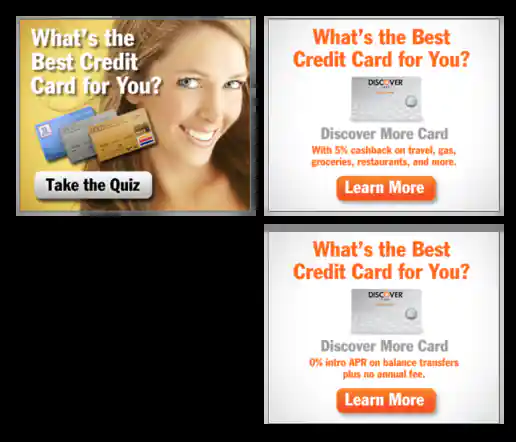 What's the
Best Credit
Card for You?
Take the Quiz
What's the Best
Credit Card for You?
DISCOVER
Discover More Card
With 5% cashback on travel, gas,
groceries, restaurants, and more.
Learn More
What's the Best
Credit Card for You?
DISCOVER
Discover More Card
0% intro APR on balance transfers
plus no annual fee.
Learn More